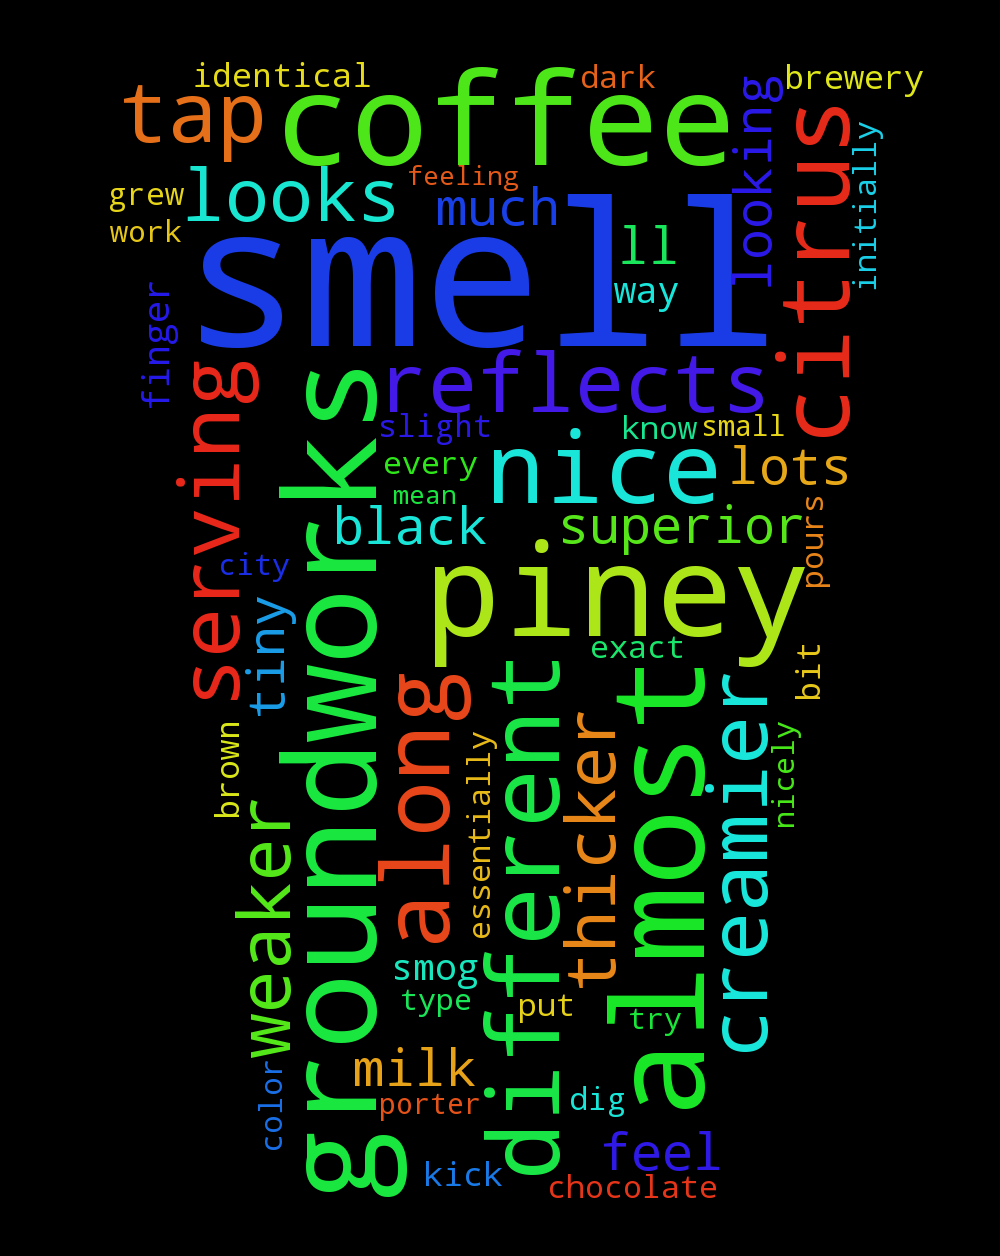 identical
dark
brewery
tap
coffee
looking
citrus
initially
grew
looks
feeling
much
work
smell
ll
way
finger
serving
groundworks
reflects
slight
know
small
every
nice
lots
mean
black
superior
pours
city
tiny
piney
exact
bit
brown
along
different
almost
creamier
nicely
essentially
thicker
weaker
smog
type
put
try
milk
color
porter
dig
feel
kick
chocolate